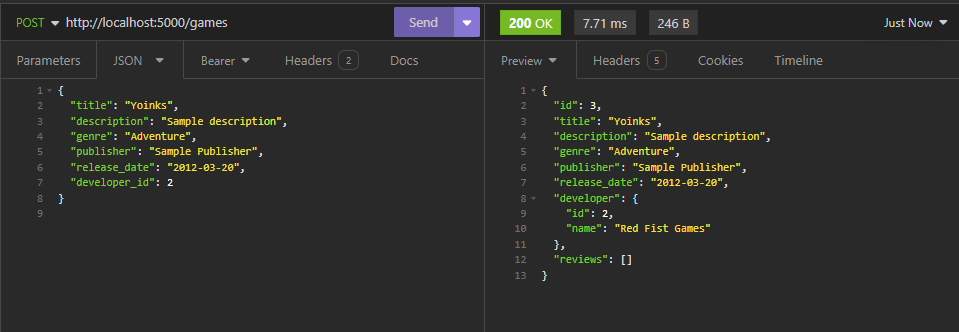 POST http://localhost:5000/games Send 200 OK 7.71 ms 246 B Just Now
Parameters JSON Bearer Headers 2 Docs
Preview Headers 5 Cookies Timeline
1 {
2 "title": "Yoinks",
3 "description": "Sample description",
4 "genre": "Adventure",
5 "publisher": "Sample Publisher",
6 "release_date": "2012-03-20",
7 "developer_id": 2
8 }
9
1 {
2 "id": 3,
3 "title": "Yoinks",
4 "description": "Sample description",
5 "genre": "Adventure",
6 "publisher": "Sample Publisher",
7 "release_date": "2012-03-20",
8 "developer": {
9 "id": 2,
10 "name": "Red Fist Games"
11 },
12 "reviews": []
13 }